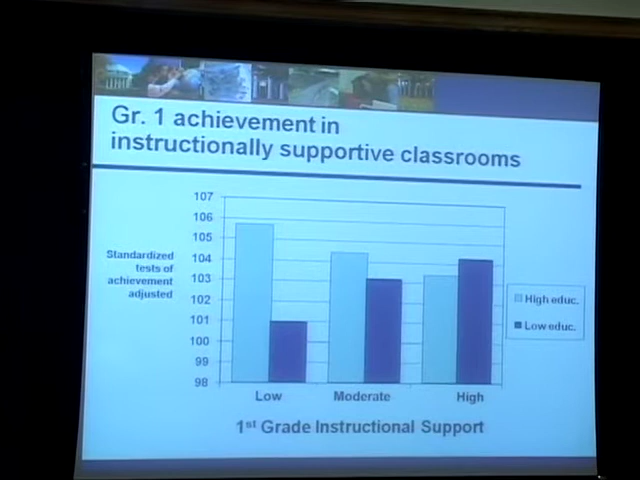 Gr. 1 achievement in
instructionally supportive classrooms
107
106
105
104
103
102
101
100
99
98
Standardized
tests of
achievement
adjusted
High educ.
Low educ.
Low Moderate High
1st Grade Instructional Support